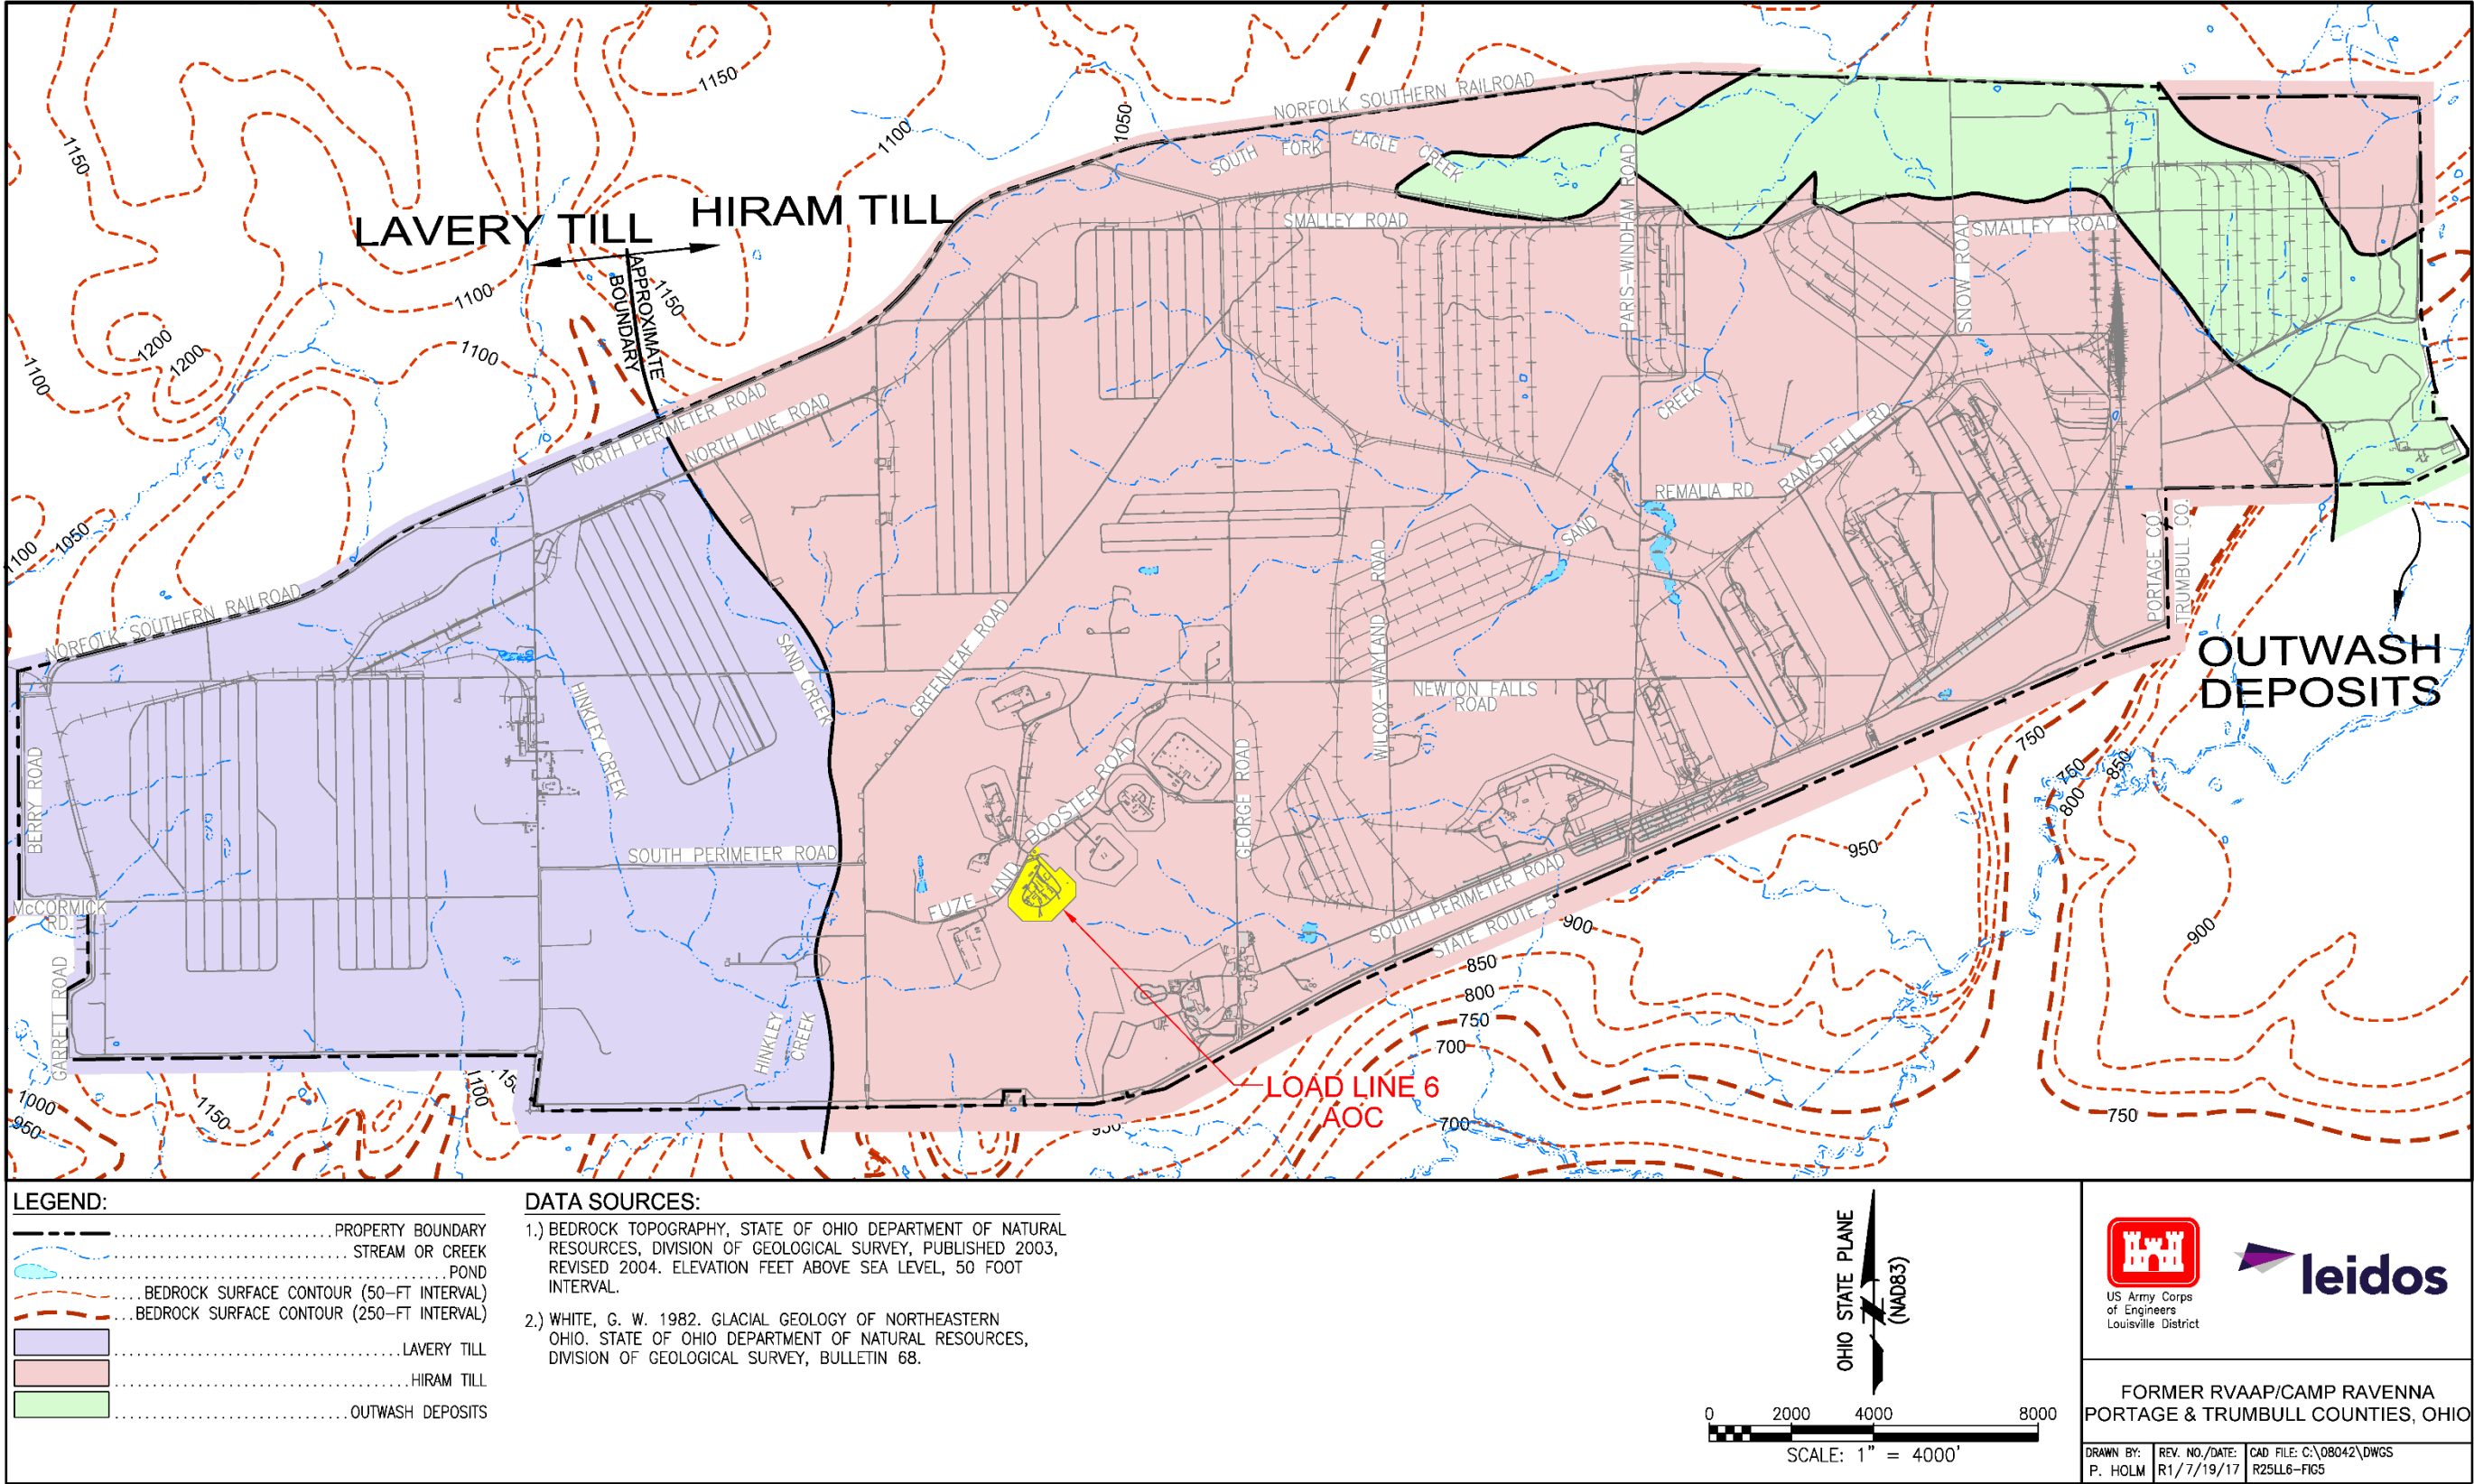 1150
1150
1050
1100
1150
NORFOLK SOUTHERN RAILROAD
SOUTH FORK EAGLE CREEK
LAVERY TILL
HIRAM TILL
APPROXIMATE
BOUNDARY
1100
1150
1100
1200
1200
1100
SMALLEY ROAD
PARIS-WINDHAM ROAD
SNOW ROAD
SMALLEY ROAD
NORTH PERIMETER ROAD
NORTH LINE ROAD
CREEK
RAMSDELL RD
REMALIA RD
SAND
1100
1050
NORFOLK SOUTHERN RAILROAD
PORTAGE CO.
TRUMBULL CO.
OUTWASH
DEPOSITS
GREENLEAF ROAD
SAND CREEK
HINKLEY CREEK
WILCOX-WAYLAND ROAD
NEWTON FALLS
ROAD
BERRY ROAD
FUZE AND BOOSTER ROAD
GEORGE ROAD
SOUTH PERIMETER ROAD
750
750
850
800
950
900
McCORMICK
RD.
GARRETT ROAD
SOUTH PERIMETER ROAD
STATE ROUTE 5
900
850
800
750
700
700
750
HINKLEY
CREEK
LOAD LINE 6
AOC
1000
950
1150
1100
950
LEGEND:
PROPERTY BOUNDARY
STREAM OR CREEK
POND
BEDROCK SURFACE CONTOUR (50-FT INTERVAL)
BEDROCK SURFACE CONTOUR (250-FT INTERVAL)
LAVERY TILL
HIRAM TILL
OUTWASH DEPOSITS
DATA SOURCES:
1.) BEDROCK TOPOGRAPHY, STATE OF OHIO DEPARTMENT OF NATURAL
RESOURCES, DIVISION OF GEOLOGICAL SURVEY, PUBLISHED 2003,
REVISED 2004. ELEVATION FEET ABOVE SEA LEVEL, 50 FOOT
INTERVAL.
2.) WHITE, G. W. 1982. GLACIAL GEOLOGY OF NORTHEASTERN
OHIO. STATE OF OHIO DEPARTMENT OF NATURAL RESOURCES,
DIVISION OF GEOLOGICAL SURVEY, BULLETIN 68.
OHIO STATE PLANE
(NAD83)
N
0 2000 4000 8000
SCALE: 1" = 4000'
US Army Corps
of Engineers
Louisville District
leidos
FORMER RVAAP/CAMP RAVENNA
PORTAGE & TRUMBULL COUNTIES, OHIO
DRAWN BY:
P. HOLM
REV. NO./DATE:
R1/7/19/17
CAD FILE: C:\08042\DWGS
R25LL6-FIG5